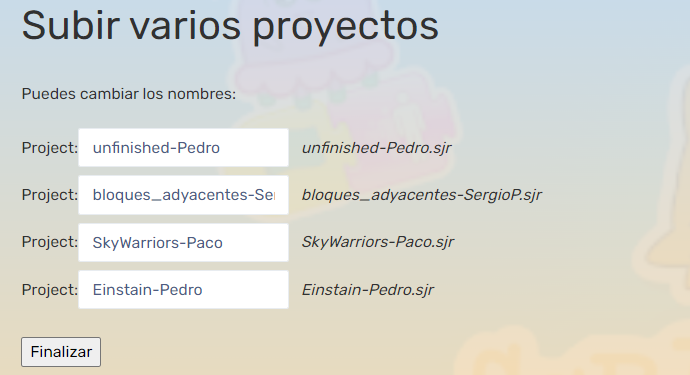 Subir varios proyectos
Puedes cambiar los nombres:
Project: unfinished-Pedro unfinished-Pedro.sjr
Project: bloques_adyacentes-Ser bloques_adyacentes-SergioP.sjr
Project: SkyWarriors-Paco SkyWarriors-Paco.sjr
Project: Einstain-Pedro Einstain-Pedro.sjr
Finalizar